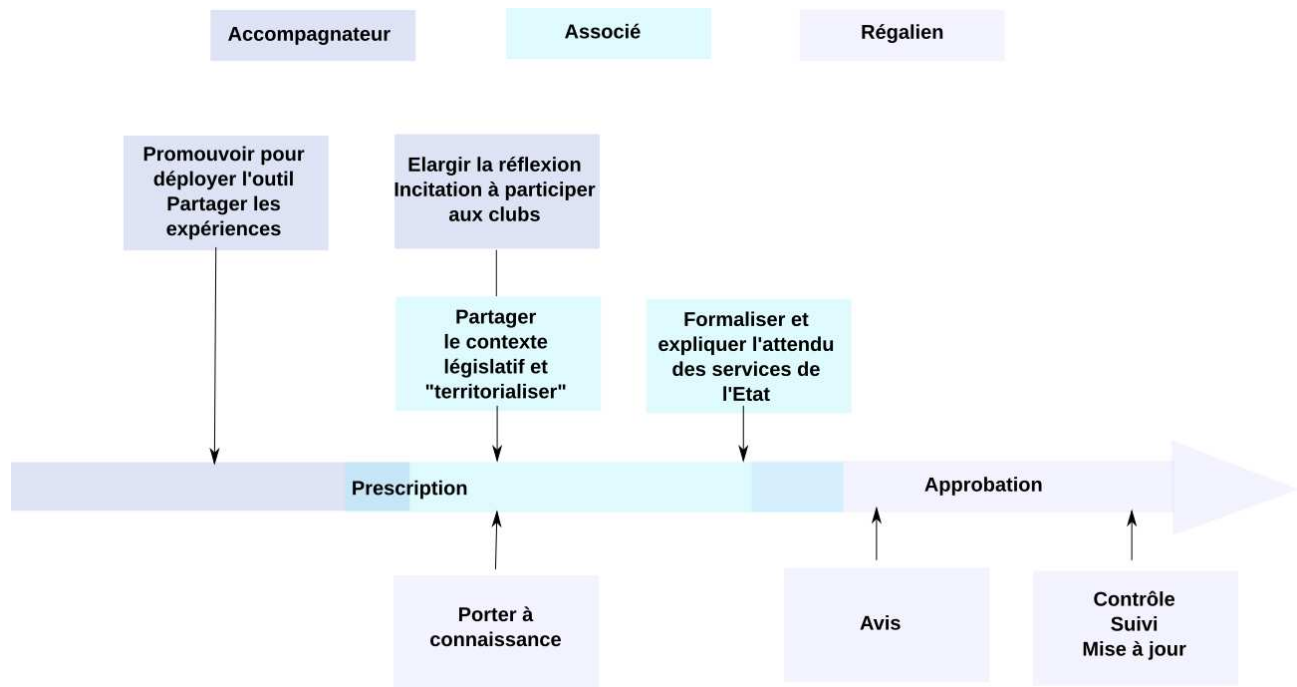 Accompagnateur
Associé
Régalien
Promouvoir pour
déployer l'outil
Partager les
expériences
Elargir la réflexion
Incitation à participer
aux clubs
Partager
le contexte
législatif et
"territorialiser"
Formaliser et
expliquer l'attendu
des services de
l'Etat
Prescription
Approbation
Porter à
connaissance
Avis
Contrôle
Suivi
Mise à jour